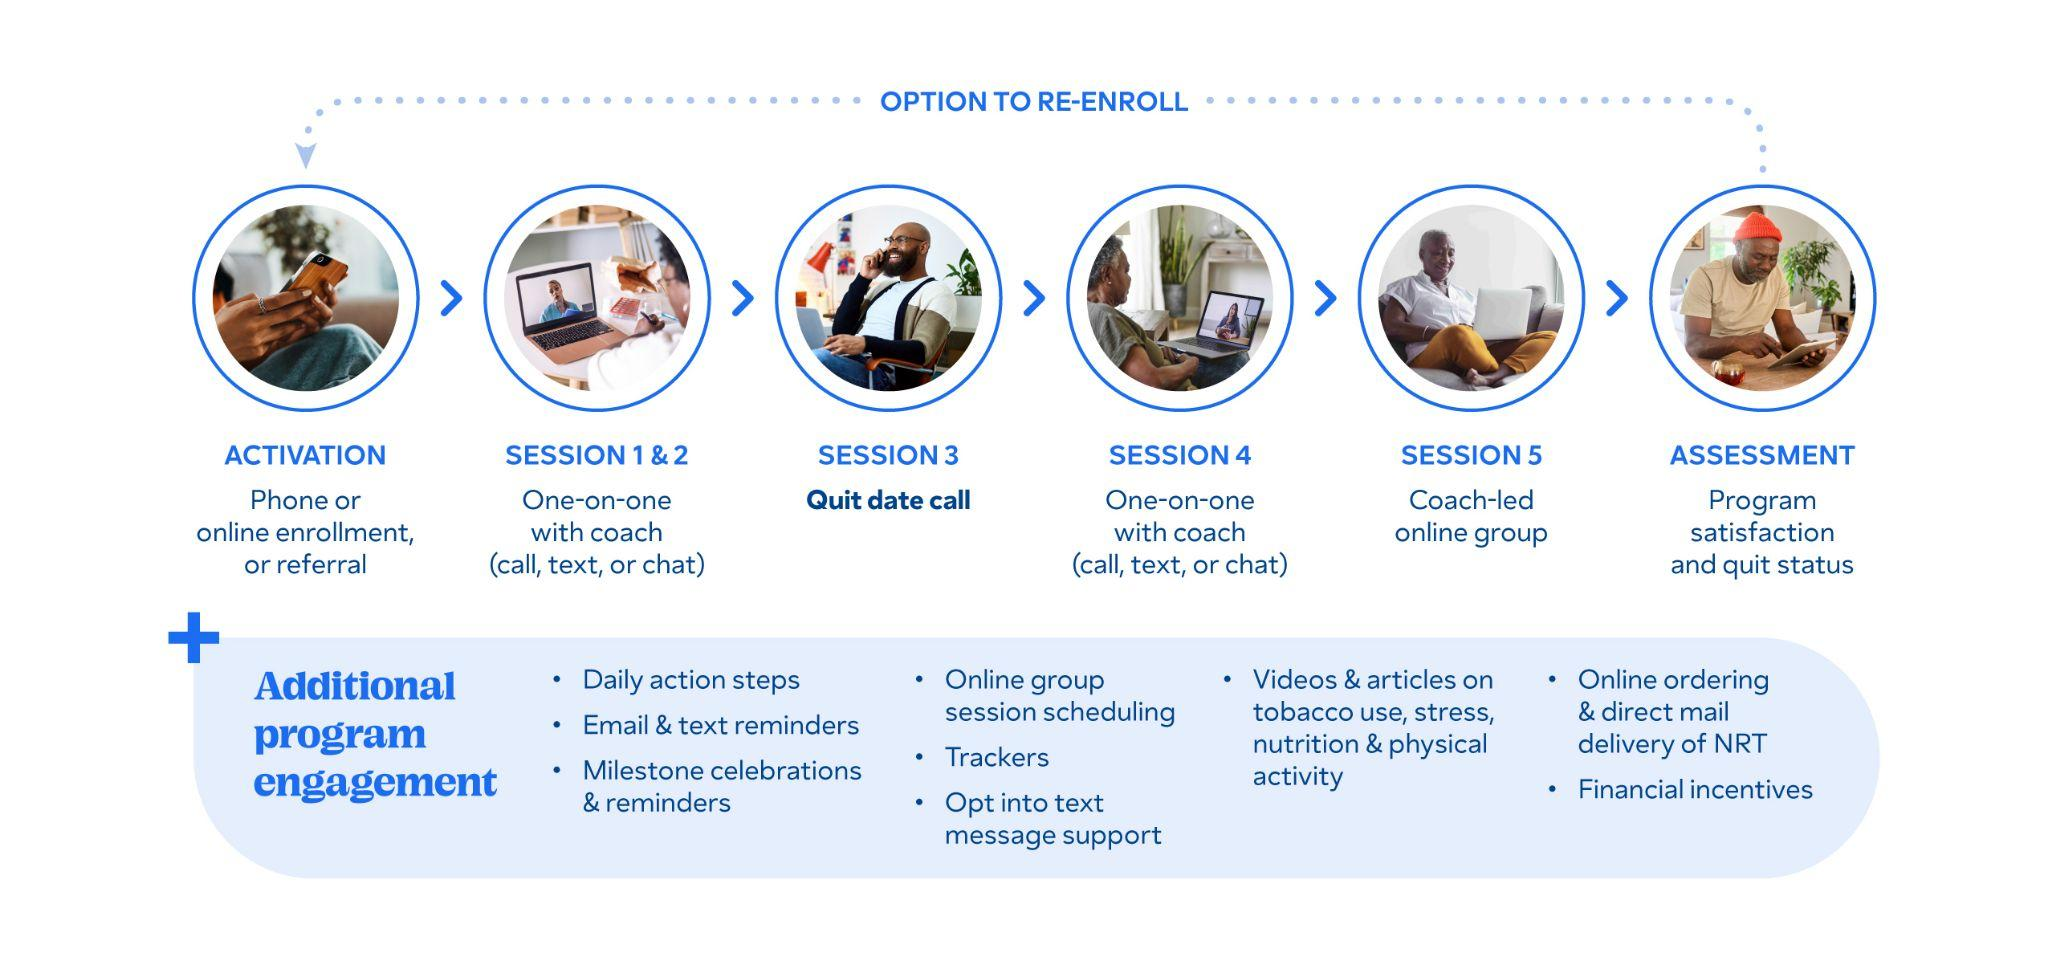 OPTION TO RE-ENROLL
ACTIVATION
Phone or
online enrollment,
or referral
SESSION 1 & 2
One-on-one
with coach
(call, text, or chat)
SESSION 3
Quit date call
SESSION 4
One-on-one
with coach
(call, text, or chat)
SESSION 5
Coach-led
online group
ASSESSMENT
Program
satisfaction
and quit status
Additional
program
engagement
• Daily action steps
• Email & text reminders
• Milestone celebrations
& reminders
• Online group
session scheduling
• Trackers
• Opt into text
message support
• Videos & articles on
tobacco use, stress,
nutrition & physical
activity
• Online ordering
& direct mail
delivery of NRT
• Financial incentives